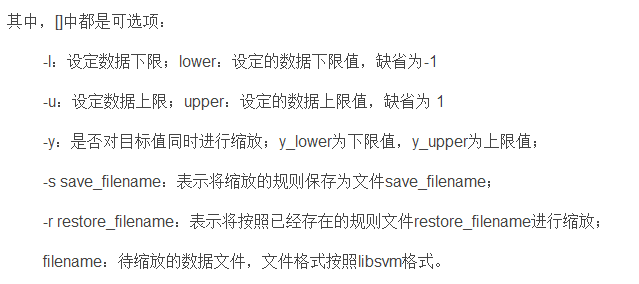 其中，[]中都是可选项：
-l：设定数据下限；lower：设定的数据下限值，缺省为-1
-u：设定数据上限；upper：设定的数据上限值，缺省为 1
-y：是否对目标值同时进行缩放；y_lower为下限值，y_upper为上限值；
-s save_filename：表示将缩放的规则保存为文件save_filename；
-r restore_filename：表示将按照已经存在的规则文件restore_filename进行缩放；
filename：待缩放的数据文件，文件格式按照libsvm格式。